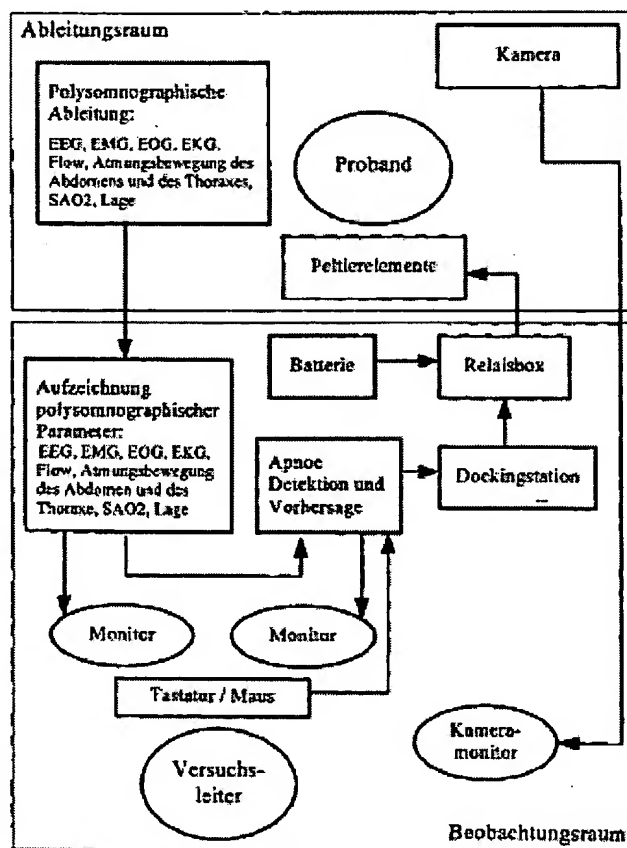 Ableitungsraum
Kamera
Polysomnographische
Ableitung:
EEG, EMG, EOG, EKG,
Flow, Atmungsbewegung des
Abdomens und des Thoraxes,
SAO2, Lage
Proband
Peltierelemente
Batterie
Relaisbox
Aufzeichnung
polysomnographischer
Parameter:
EEG, EMG, EOG, EKG,
Flow, Atmungsbewegung
des Abdomen und des
Thoraxe, SAO2, Lage
Apnoe
Detektion und
Vorhersage
Dockingstation
Monitor
Monitor
Tastatur / Maus
Kamera-
monitor
Versuchs-
leiter
Beobachtungsraum